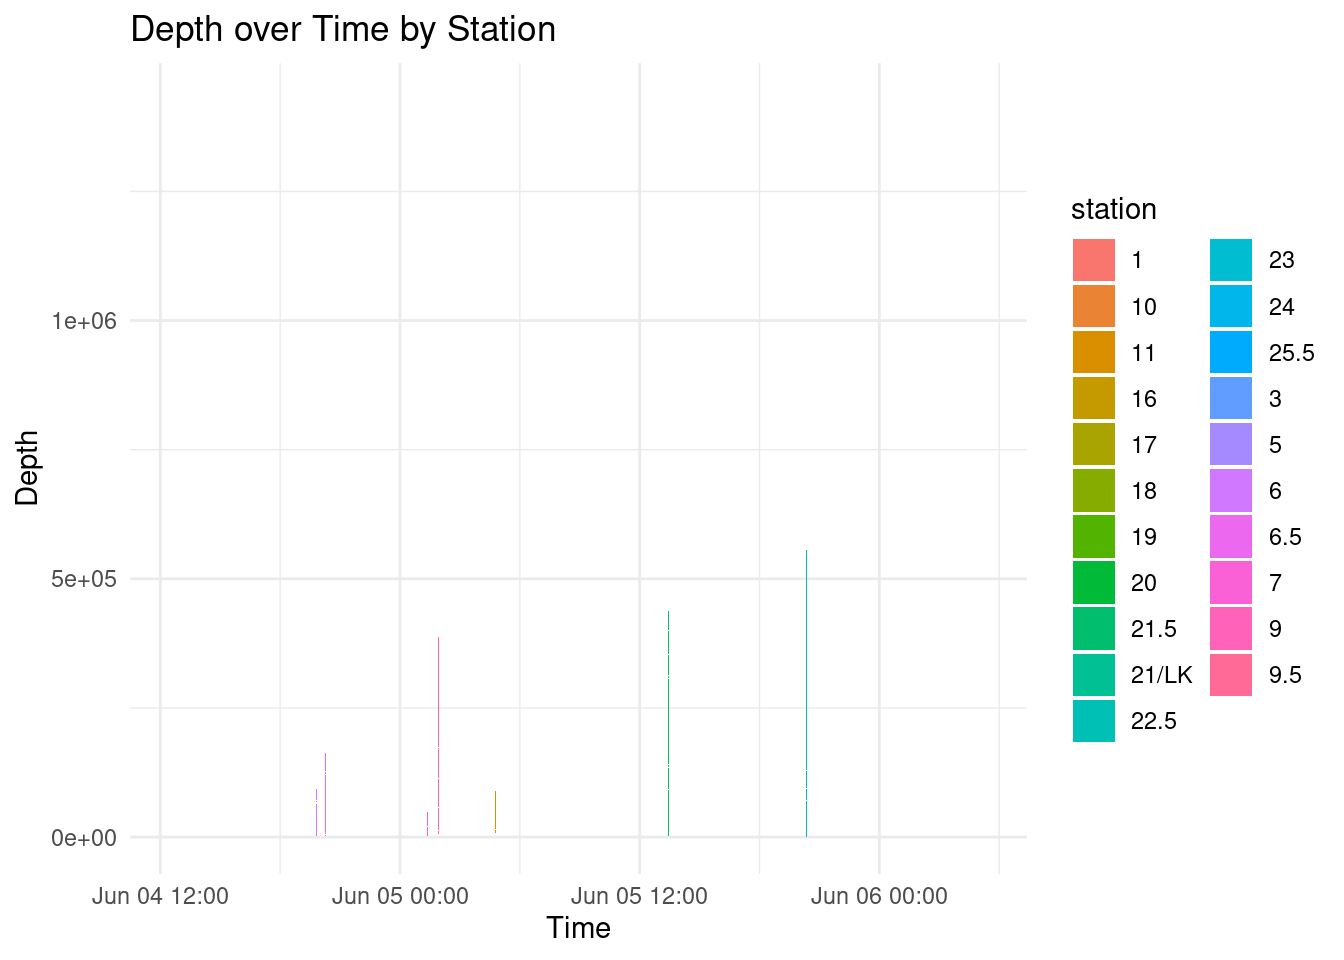 Depth over Time by Station
Depth
1e+06
5e+05
0e+00
Jun 04 12:00
Jun 05 00:00
Jun 05 12:00
Jun 06 00:00
Time
station
1
10
11
16
17
18
19
20
21.5
21/LK
22.5
23
24
25.5
3
5
6
6.5
7
9
9.5